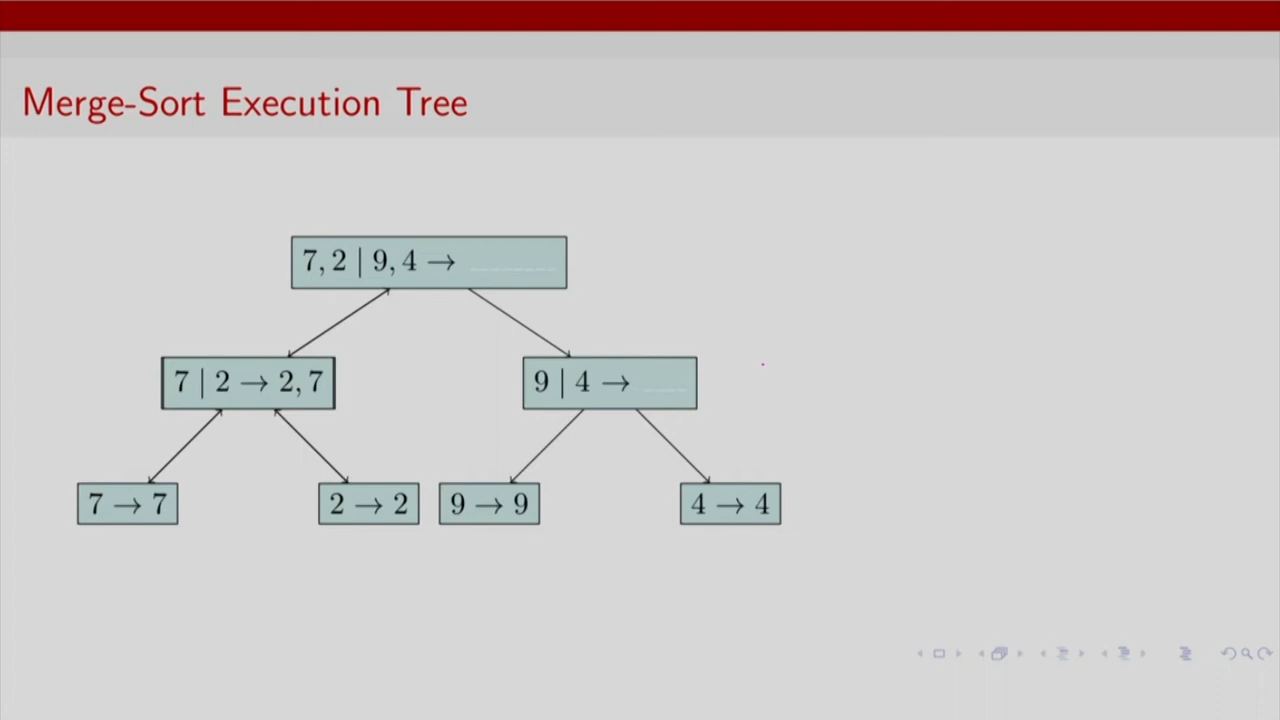 Merge-Sort Execution Tree
7, 2 | 9, 4 →
7 | 2 → 2, 7
9 | 4 →
7 → 7
2 → 2
9 → 9
4 → 4